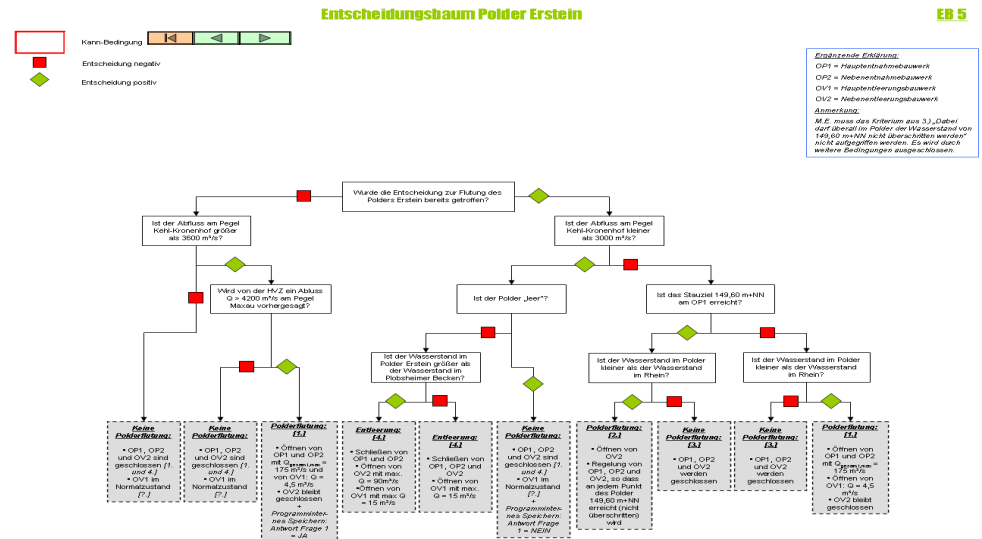 Entscheidungsbaum Polder Erstein
EB 5
Kann-Bedingung
Entscheidung negativ
Entscheidung positiv
Ergänzende Erklärung:
OP1 = Hauptentnahmebauwerk
OP2 = Nebenentnahmebauwerk
OV1 = Hauptentleerungsbauwerk
OV2 = Nebenentleerungsbauwerk
Anmerkung:
M.E. muss das Kriterium aus 3.) „Dabei
darf überall im Polder der Wasserstand von
149,60 m+NN nicht überschritten werden"
nicht aufgegriffen werden. Es wird durch
weitere Bedingungen ausgeschlossen.
Wurde die Entscheidung zur Flutung des
Polders Erstein bereits getroffen?
Ist der Abfluss am Pegel
Kehl-Kronenhof größer
als 3600 m³/s?
Ist der Abfluss am Pegel
Kehl-Kronenhof kleiner
als 3000 m³/s?
Wird von der HVZ ein Abluss
Q > 4200 m³/s am Pegel
Maxau vorhergesagt?
Ist der Polder „leer"?
Ist das Stauziel 149,60 m+NN
am OP1 erreicht?
Ist der Wasserstand im
Polder Erstein größer als
der Wasserstand im
Plobsheimer Becken?
Ist der Wasserstand im Polder
kleiner als der Wasserstand
im Rhein?
Ist der Wasserstand im Polder
kleiner als der Wasserstand
im Rhein?
Keine
Polderflutung:
• OP1, OP2
und OV2 sind
geschlossen [1.
und 4.]
• OV1 im
Normalzustand
[?.]
Keine
Polderflutung:
• OP1, OP2
und OV2 sind
geschlossen [1.
und 4.]
• OV1 im
Normalzustand
[?.]
Polderflutung:
[1.]
• Öffnen von
OP1 und OP2
mit Qgesamt,max =
175 m³/s und
von OV1: Q =
4,5 m³/s
• OV2 bleibt
geschlossen
+
Programminter-
nes Speichern:
Antwort Frage 1
= JA
Entleerung:
[4.]
• Schließen von
OP1 und OP2
• Öffnen von
OV2 mit max.
Q = 90m³/s
• Öffnen von
OV1 mit max Q
= 15 m³/s
Entleerung:
[4.]
• Schließen von
OP1, OP2 und
OV2
• Öffnen von
OV1 mit max.
Q = 15 m³/s
Keine
Polderflutung:
• OP1, OP2
und OV2 sind
geschlossen [1.
und 4.]
• OV1 im
Normalzustand
[?.]
+
Programminter-
nes Speichern:
Antwort Frage
1 = NEIN
Polderflutung:
[2.]
• Öffnen von
OV2
• Regelung von
OP1, OP2 und
OV2, so dass
an jedem Punkt
des Polder
149,60 m+NN
erreicht (nicht
überschritten)
wird
Keine
Polderflutung:
[3.]
• OP1, OP2
und OV2
werden
geschlossen
Keine
Polderflutung:
[3.]
• OP1, OP2
und OV2
werden
geschlossen
Polderflutung:
[1.]
• Öffnen von
OP1 und OP2
mit Qgesamt,max =
175 m³/s
• Öffnen von
OV1: Q = 4,5
m³/s
• OV2 bleibt
geschlossen